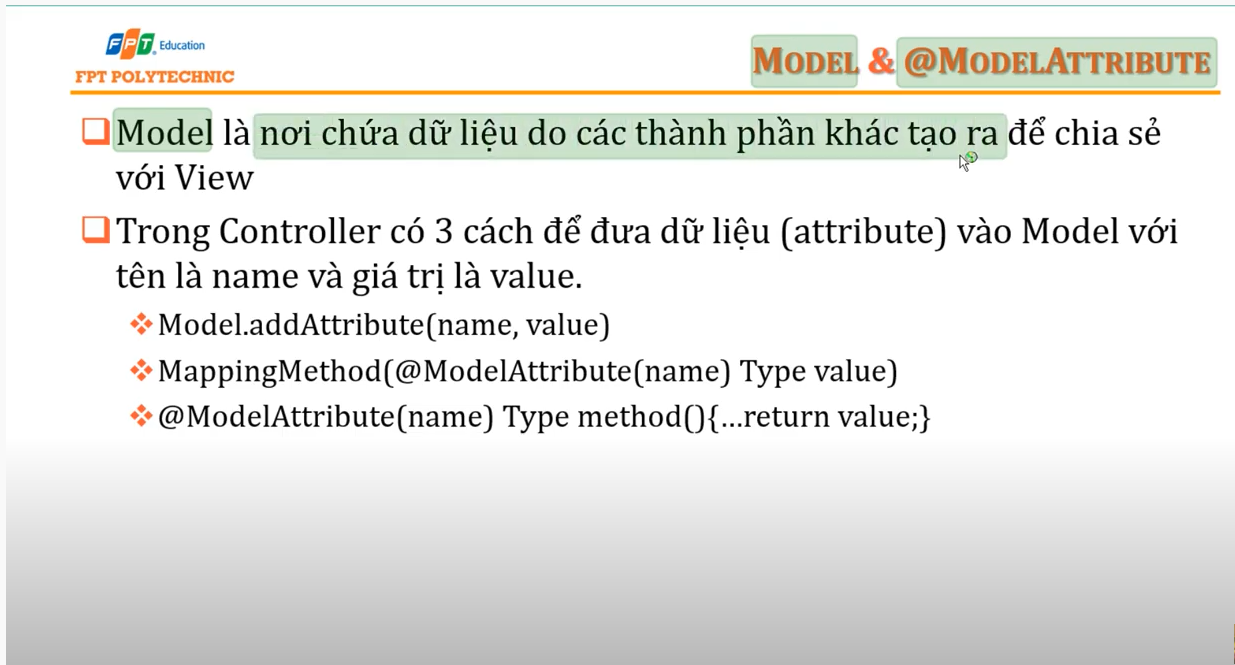 FPT Education
FPT POLYTECHNIC
MODEL & @MODELATTRIBUTE
Model là nơi chứa dữ liệu do các thành phần khác tạo ra để chia sẻ
với View
Trong Controller có 3 cách để đưa dữ liệu (attribute) vào Model với
tên là name và giá trị là value.
Model.addAttribute(name, value)
MappingMethod(@ModelAttribute(name) Type value)
@ModelAttribute(name) Type method(){...return value;}